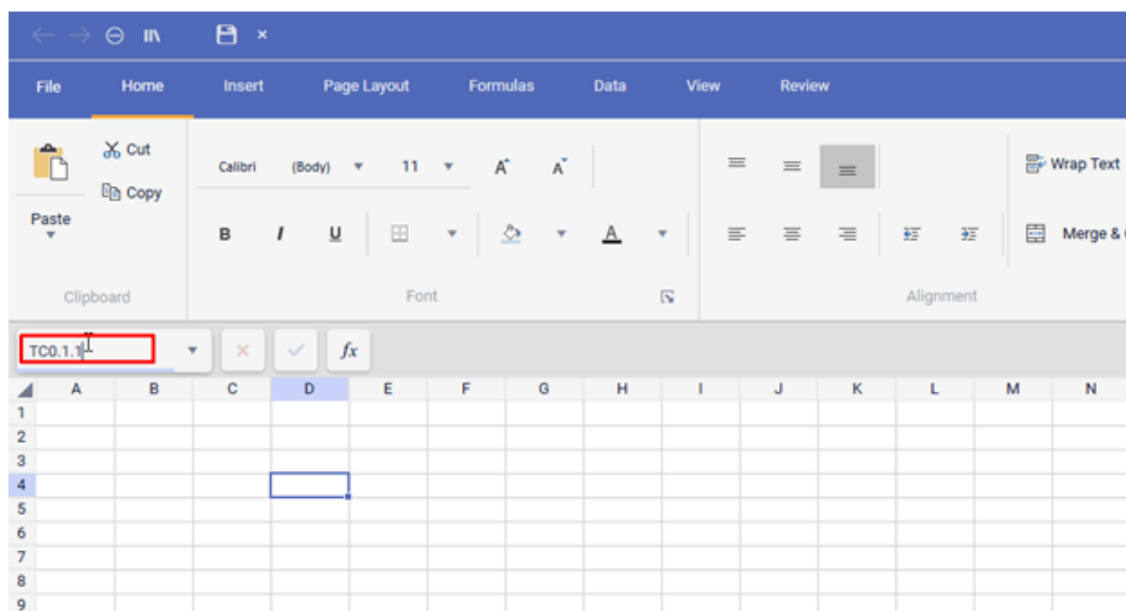 File Home Insert Page Layout Formulas Data View Review
Cut
Calibri (Body) 11 A A Wrap Text
Copy
Paste
B I U A Merge &
Clipboard Font Alignment
TC0.1.1 fx
A B C D E F G H I J K L M N
1
2
3
4
5
6
7
8
9